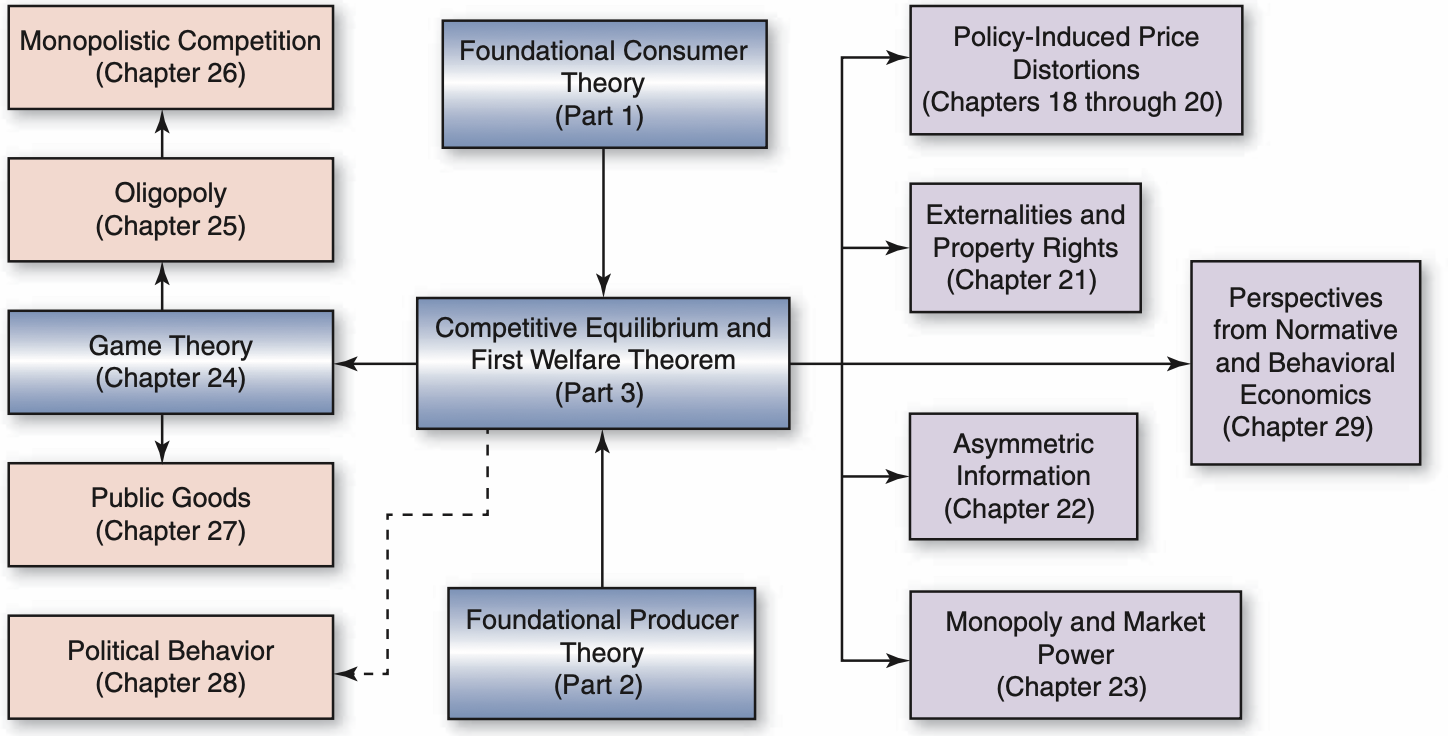 Monopolistic Competition
(Chapter 26)
Oligopoly
(Chapter 25)
Game Theory
(Chapter 24)
Public Goods
(Chapter 27)
Political Behavior
(Chapter 28)
Foundational Consumer
Theory
(Part 1)
Competitive Equilibrium and
First Welfare Theorem
(Part 3)
Foundational Producer
Theory
(Part 2)
Policy-Induced Price
Distortions
(Chapters 18 through 20)
Externalities and
Property Rights
(Chapter 21)
Asymmetric
Information
(Chapter 22)
Monopoly and Market
Power
(Chapter 23)
Perspectives
from Normative
and Behavioral
Economics
(Chapter 29)